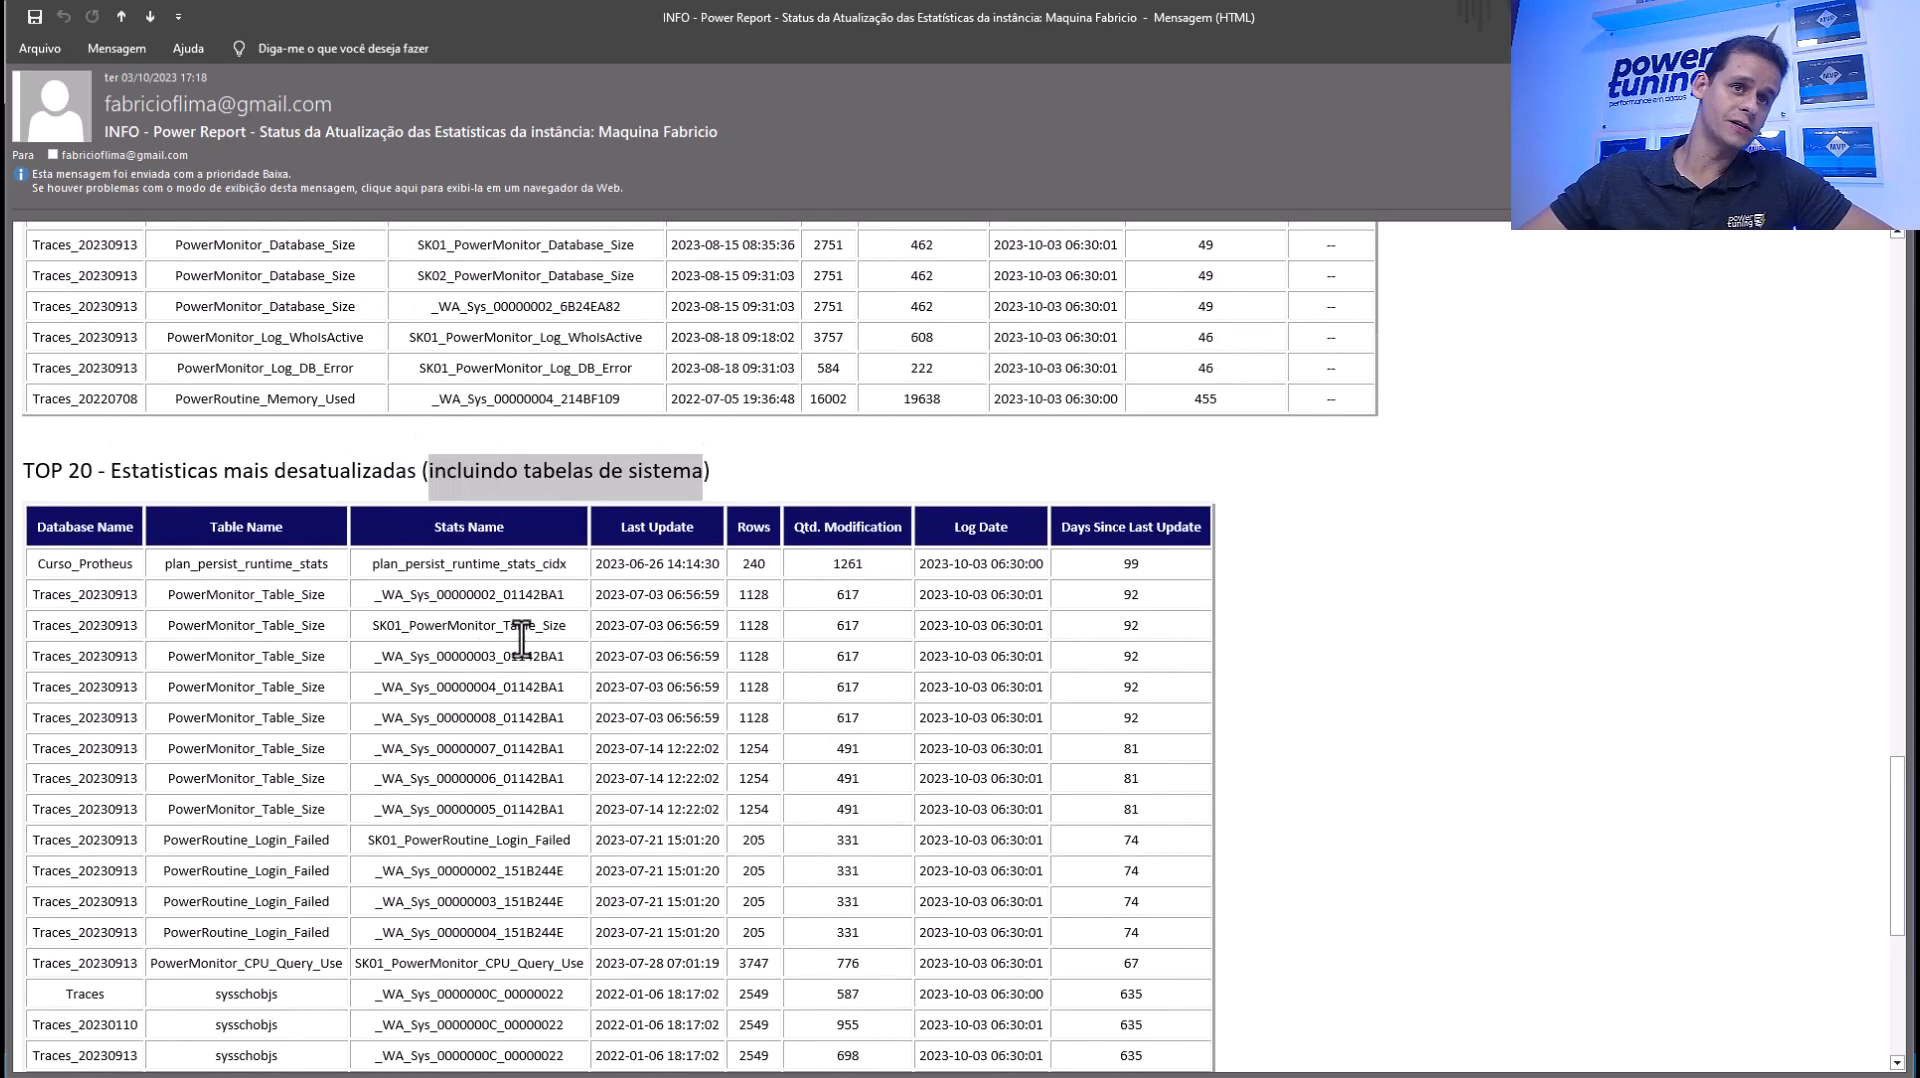 INFO - Power Report - Status da Atualização das Estatísticas da instância: Maquina Fabricio - Mensagem (HTML)
Arquivo Mensagem Ajuda Diga-me o que você deseja fazer
ter 03/10/2023 17:18
fabricioflima@gmail.com
INFO - Power Report - Status da Atualização das Estatísticas da instância: Maquina Fabricio
Para fabricioflima@gmail.com
Esta mensagem foi enviada com a prioridade Baixa.
Se houver problemas com o modo de exibição desta mensagem, clique aqui para exibi-la em um navegador da Web.
power
tuning
performance em dados
MVP
MVP
MVP
power
tuning
Traces_20230913 PowerMonitor_Database_Size SK01_PowerMonitor_Database_Size 2023-08-15 08:35:36 2751 462 2023-10-03 06:30:01 49 --
Traces_20230913 PowerMonitor_Database_Size SK02_PowerMonitor_Database_Size 2023-08-15 09:31:03 2751 462 2023-10-03 06:30:01 49 --
Traces_20230913 PowerMonitor_Database_Size _WA_Sys_00000002_6B24EA82 2023-08-15 09:31:03 2751 462 2023-10-03 06:30:01 49 --
Traces_20230913 PowerMonitor_Log_WhoIsActive SK01_PowerMonitor_Log_WhoIsActive 2023-08-18 09:18:02 3757 608 2023-10-03 06:30:01 46 --
Traces_20230913 PowerMonitor_Log_DB_Error SK01_PowerMonitor_Log_DB_Error 2023-08-18 09:31:03 584 222 2023-10-03 06:30:01 46 --
Traces_20220708 PowerRoutine_Memory_Used _WA_Sys_00000004_214BF109 2022-07-05 19:36:48 16002 19638 2023-10-03 06:30:00 455 --
TOP 20 - Estatisticas mais desatualizadas (incluindo tabelas de sistema)
Database Name Table Name Stats Name Last Update Rows Qtd. Modification Log Date Days Since Last Update
Curso_Protheus plan_persist_runtime_stats plan_persist_runtime_stats_cidx 2023-06-26 14:14:30 240 1261 2023-10-03 06:30:00 99
Traces_20230913 PowerMonitor_Table_Size _WA_Sys_00000002_01142BA1 2023-07-03 06:56:59 1128 617 2023-10-03 06:30:01 92
Traces_20230913 PowerMonitor_Table_Size SK01_PowerMonitor_Table_Size 2023-07-03 06:56:59 1128 617 2023-10-03 06:30:01 92
Traces_20230913 PowerMonitor_Table_Size _WA_Sys_00000003_01142BA1 2023-07-03 06:56:59 1128 617 2023-10-03 06:30:01 92
Traces_20230913 PowerMonitor_Table_Size _WA_Sys_00000004_01142BA1 2023-07-03 06:56:59 1128 617 2023-10-03 06:30:01 92
Traces_20230913 PowerMonitor_Table_Size _WA_Sys_00000008_01142BA1 2023-07-03 06:56:59 1128 617 2023-10-03 06:30:01 92
Traces_20230913 PowerMonitor_Table_Size _WA_Sys_00000007_01142BA1 2023-07-14 12:22:02 1254 491 2023-10-03 06:30:01 81
Traces_20230913 PowerMonitor_Table_Size _WA_Sys_00000006_01142BA1 2023-07-14 12:22:02 1254 491 2023-10-03 06:30:01 81
Traces_20230913 PowerMonitor_Table_Size _WA_Sys_00000005_01142BA1 2023-07-14 12:22:02 1254 491 2023-10-03 06:30:01 81
Traces_20230913 PowerRoutine_Login_Failed SK01_PowerRoutine_Login_Failed 2023-07-21 15:01:20 205 331 2023-10-03 06:30:01 74
Traces_20230913 PowerRoutine_Login_Failed _WA_Sys_00000002_151B244E 2023-07-21 15:01:20 205 331 2023-10-03 06:30:01 74
Traces_20230913 PowerRoutine_Login_Failed _WA_Sys_00000003_151B244E 2023-07-21 15:01:20 205 331 2023-10-03 06:30:01 74
Traces_20230913 PowerRoutine_Login_Failed _WA_Sys_00000004_151B244E 2023-07-21 15:01:20 205 331 2023-10-03 06:30:01 74
Traces_20230913 PowerMonitor_CPU_Query_Use SK01_PowerMonitor_CPU_Query_Use 2023-07-28 07:01:19 3747 776 2023-10-03 06:30:01 67
Traces sysschobjs _WA_Sys_0000000C_00000022 2022-01-06 18:17:02 2549 587 2023-10-03 06:30:00 635
Traces_20230110 sysschobjs _WA_Sys_0000000C_00000022 2022-01-06 18:17:02 2549 955 2023-10-03 06:30:01 635
Traces_20230913 sysschobjs _WA_Sys_0000000C_00000022 2022-01-06 18:17:02 2549 698 2023-10-03 06:30:01 635